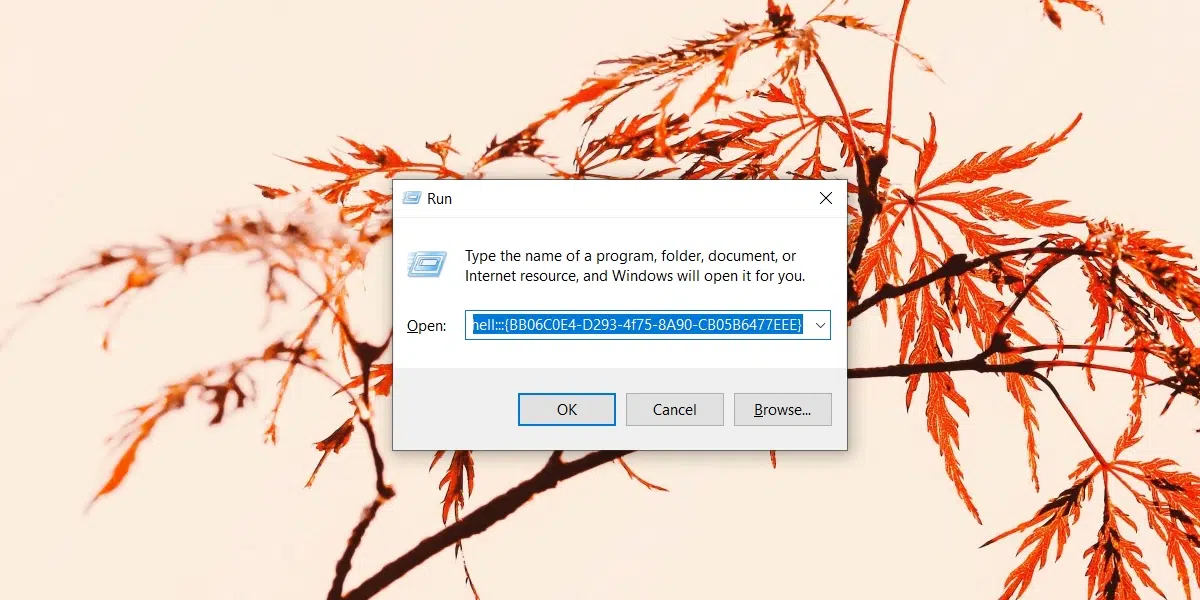 Run
Type the name of a program, folder, document, or
Internet resource, and Windows will open it for you.
Open: hell:::{BB06C0E4-D293-4f75-8A90-CB05B6477EEE}
OK Cancel Browse...